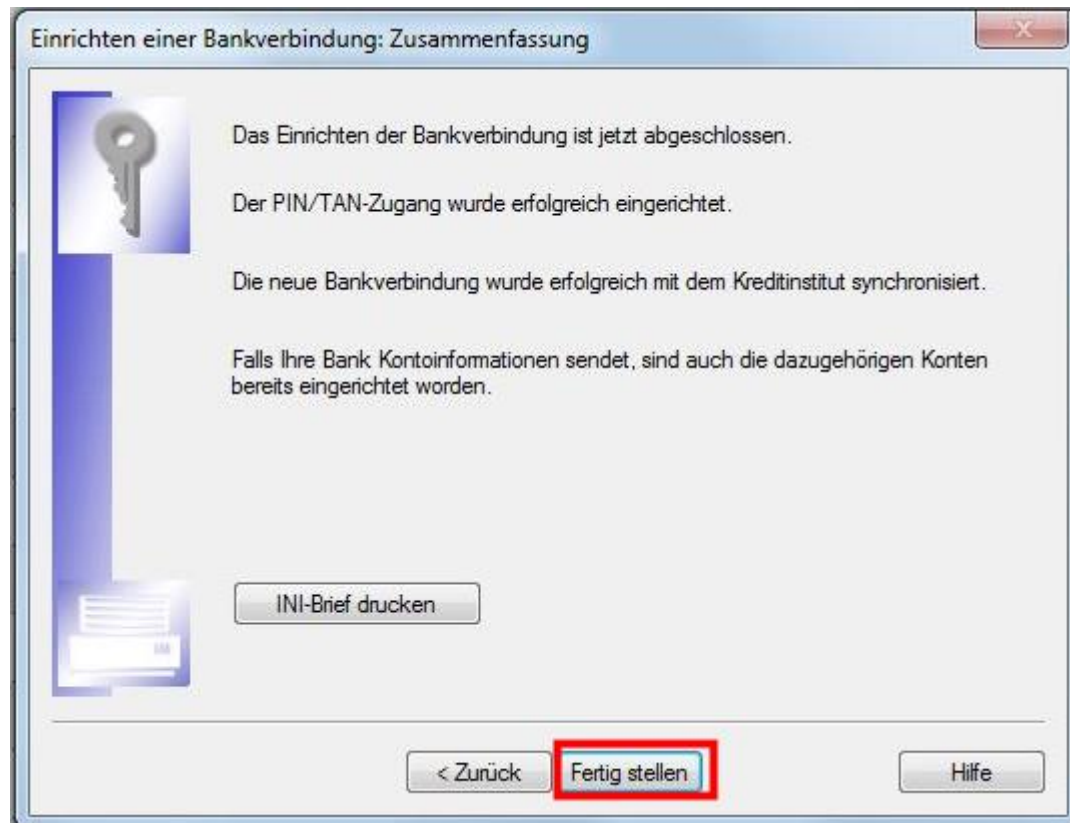 Einrichten einer Bankverbindung: Zusammenfassung
Das Einrichten der Bankverbindung ist jetzt abgeschlossen.
Der PIN/TAN-Zugang wurde erfolgreich eingerichtet.
Die neue Bankverbindung wurde erfolgreich mit dem Kreditinstitut synchronisiert.
Falls Ihre Bank Kontoinformationen sendet, sind auch die dazugehörigen Konten
bereits eingerichtet worden.
INI-Brief drucken
< Zurück
Fertig stellen
Hilfe